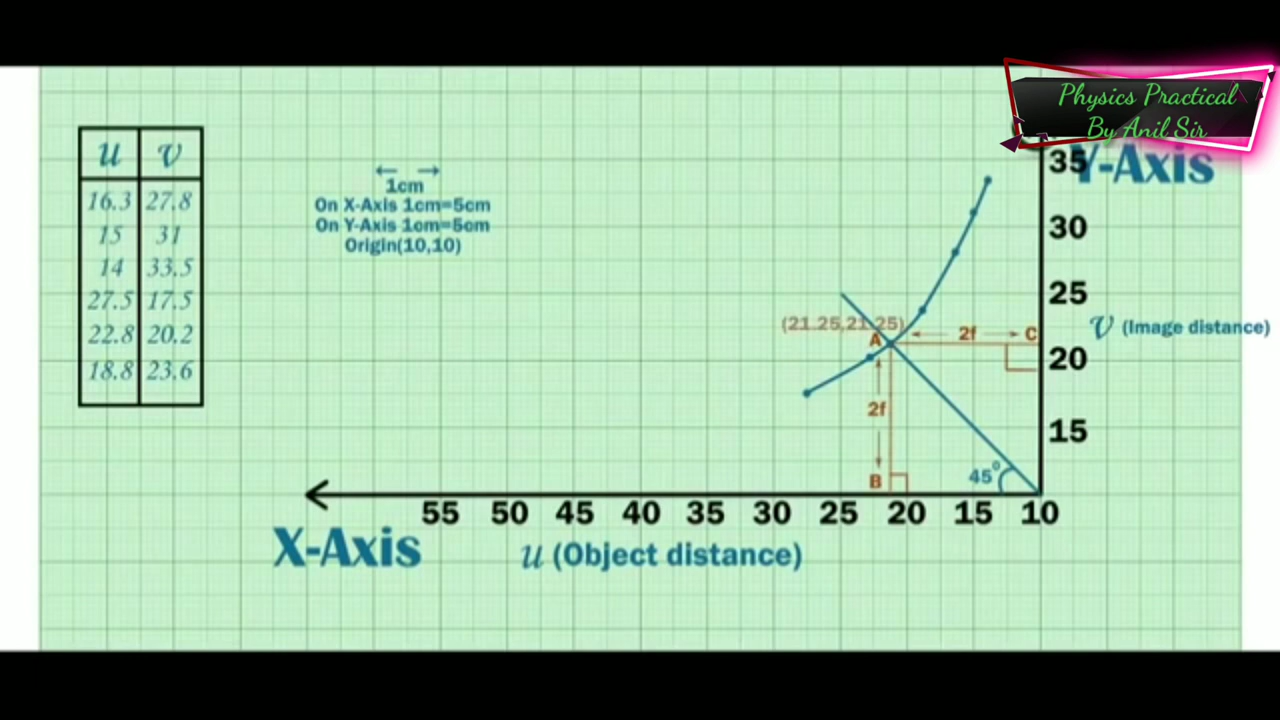 Physics Practical
By Anil Sir
u v
16.3 27.8
15 31
14 33.5
27.5 17.5
22.8 20.2
18.8 23.6
1cm
On X-Axis 1cm=5cm
On Y-Axis 1cm=5cm
Origin(10,10)
35
Y-Axis
30
25
(21.25,21.25)
A
2f
C
v (Image distance)
20
2f
15
B
45°
55 50 45 40 35 30 25 20 15 10
X-Axis
u (Object distance)